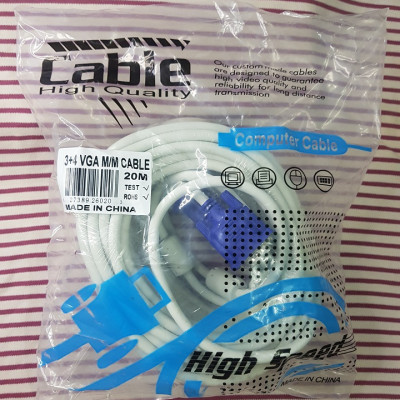 Cable
High Quality
Our custom made cables
are designed to guarantee
high video quality and
reliability for long distance
transmission
Computer Cable
3+4 VGA M/M CABLE
20M
TEST √
ROHS √
MADE IN CHINA
High Speed
MADE IN CHINA